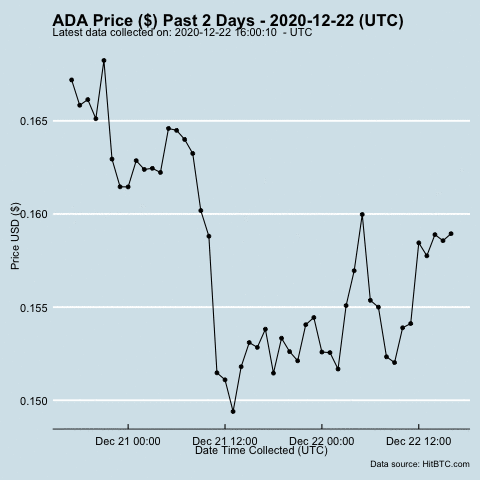 ADA Price ($) Past 2 Days - 2020-12-22 (UTC)
Latest data collected on: 2020-12-22 16:00:10  - UTC
0.165
0.160
0.155
0.150
Price USD ($)
Dec 21 00:00
Dec 21 12:00
Dec 22 00:00
Dec 22 12:00
Date Time Collected (UTC)
Data source: HitBTC.com